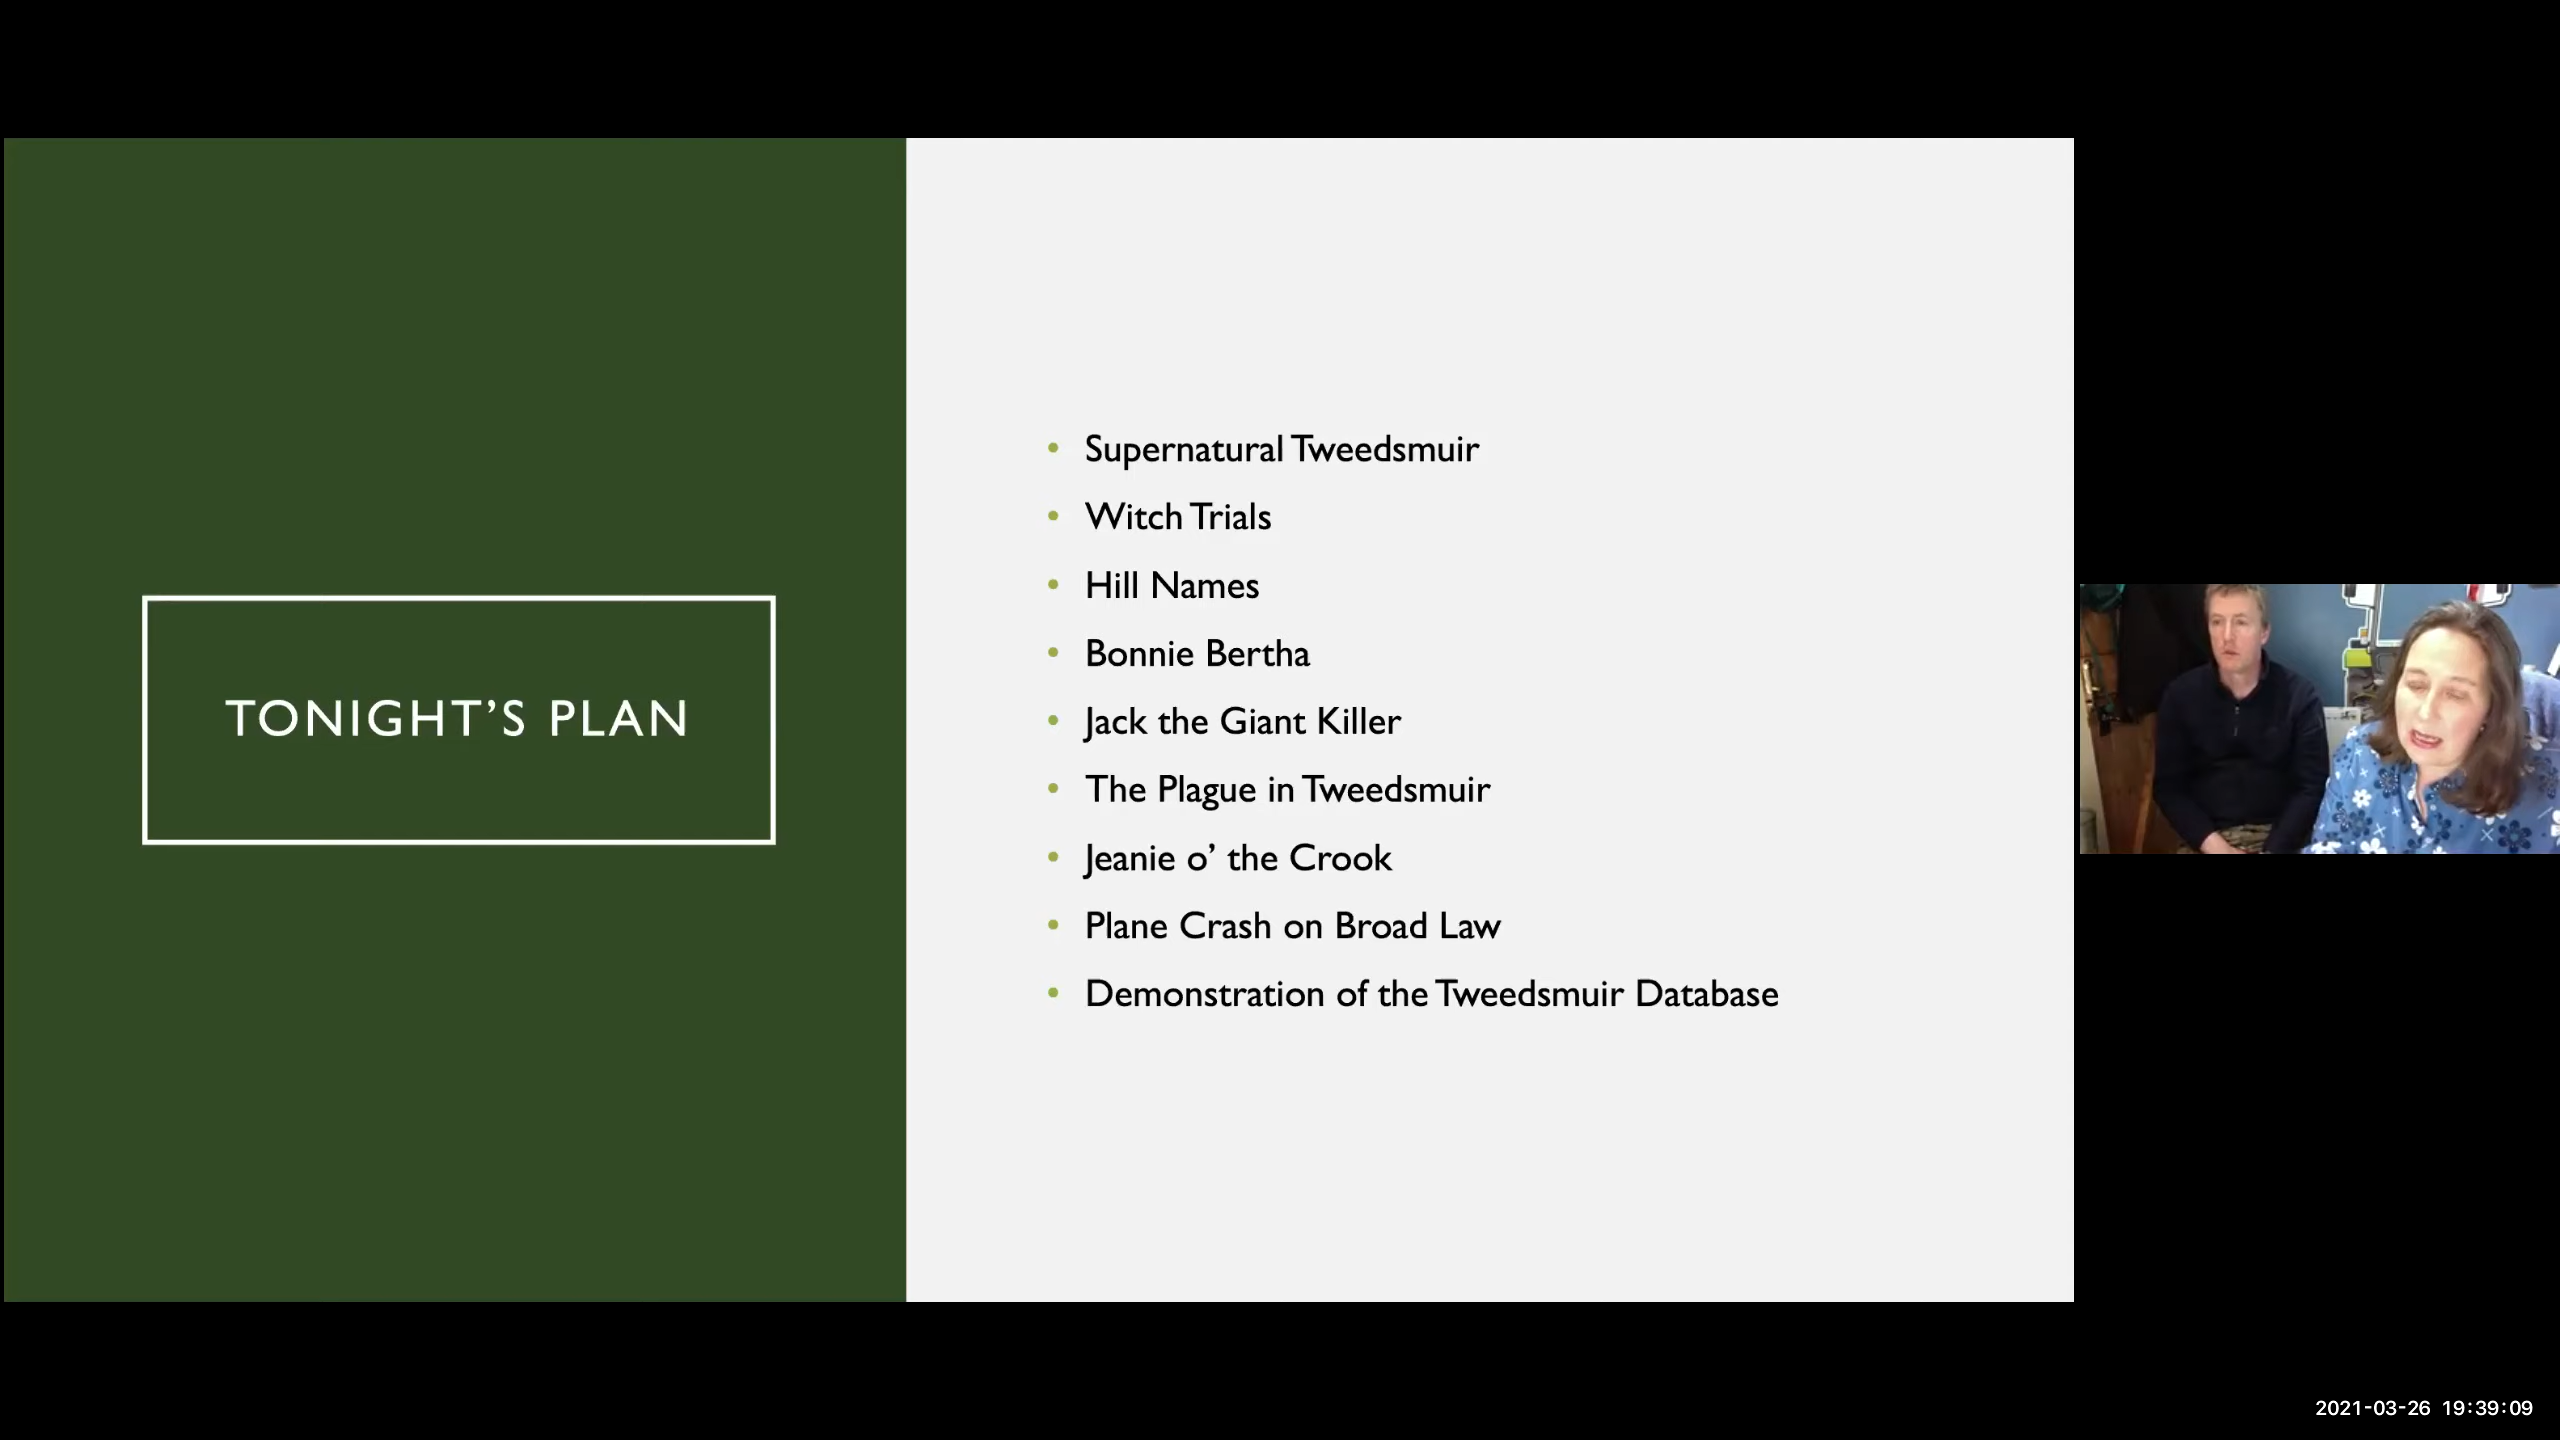 TONIGHT’S PLAN
• Supernatural Tweedsmuir
• Witch Trials
• Hill Names
• Bonnie Bertha
• Jack the Giant Killer
• The Plague in Tweedsmuir
• Jeanie o’ the Crook
• Plane Crash on Broad Law
• Demonstration of the Tweedsmuir Database
2021-03-26 19:39:09